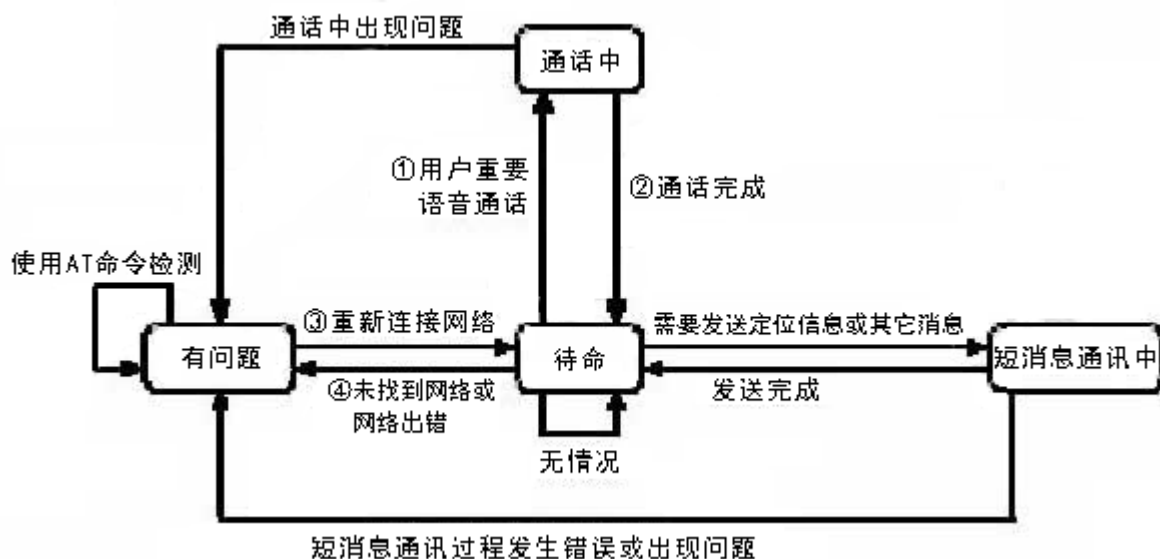 通话中出现问题
通话中
①用户重要
语音通话
②通话完成
使用AT命令检测
③重新连接网络
需要发送定位信息或其它消息
有问题
待命
短消息通讯中
④未找到网络或
网络出错
发送完成
无情况
短消息通讯过程发生错误或出现问题